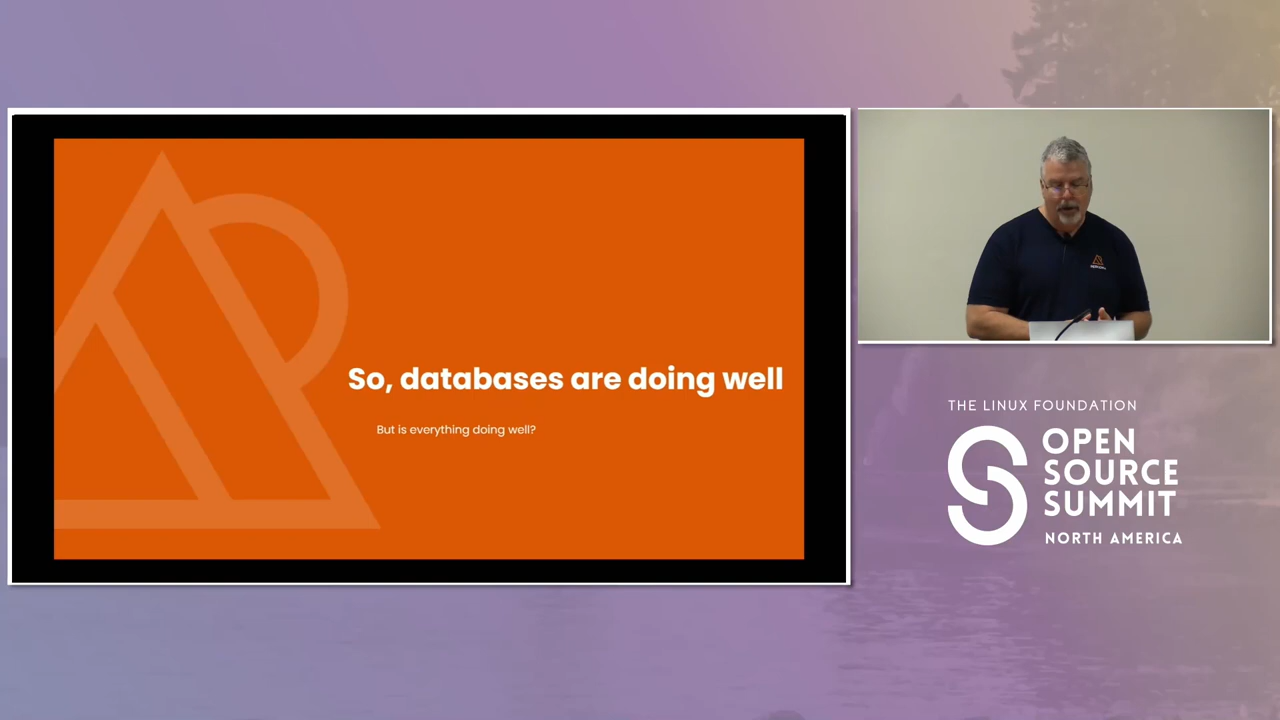 So, databases are doing well
But is everything doing well?
THE LINUX FOUNDATION
OPEN
SOURCE
SUMMIT
NORTH AMERICA